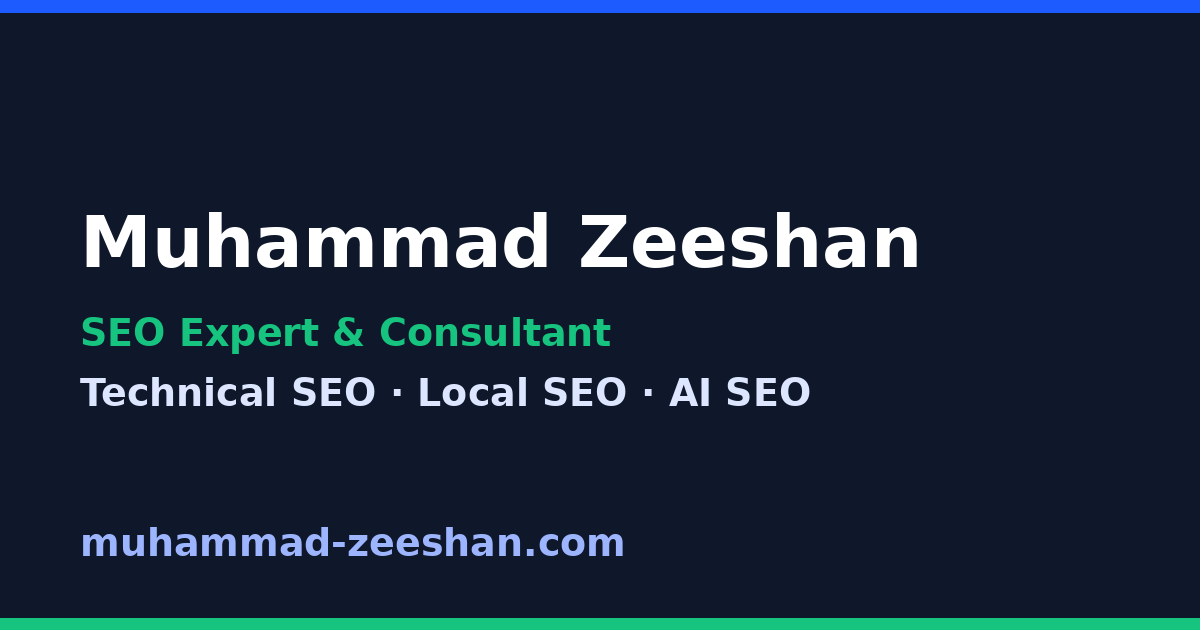 Muhammad Zeeshan
SEO Expert & Consultant
Technical SEO · Local SEO · AI SEO
muhammad-zeeshan.com